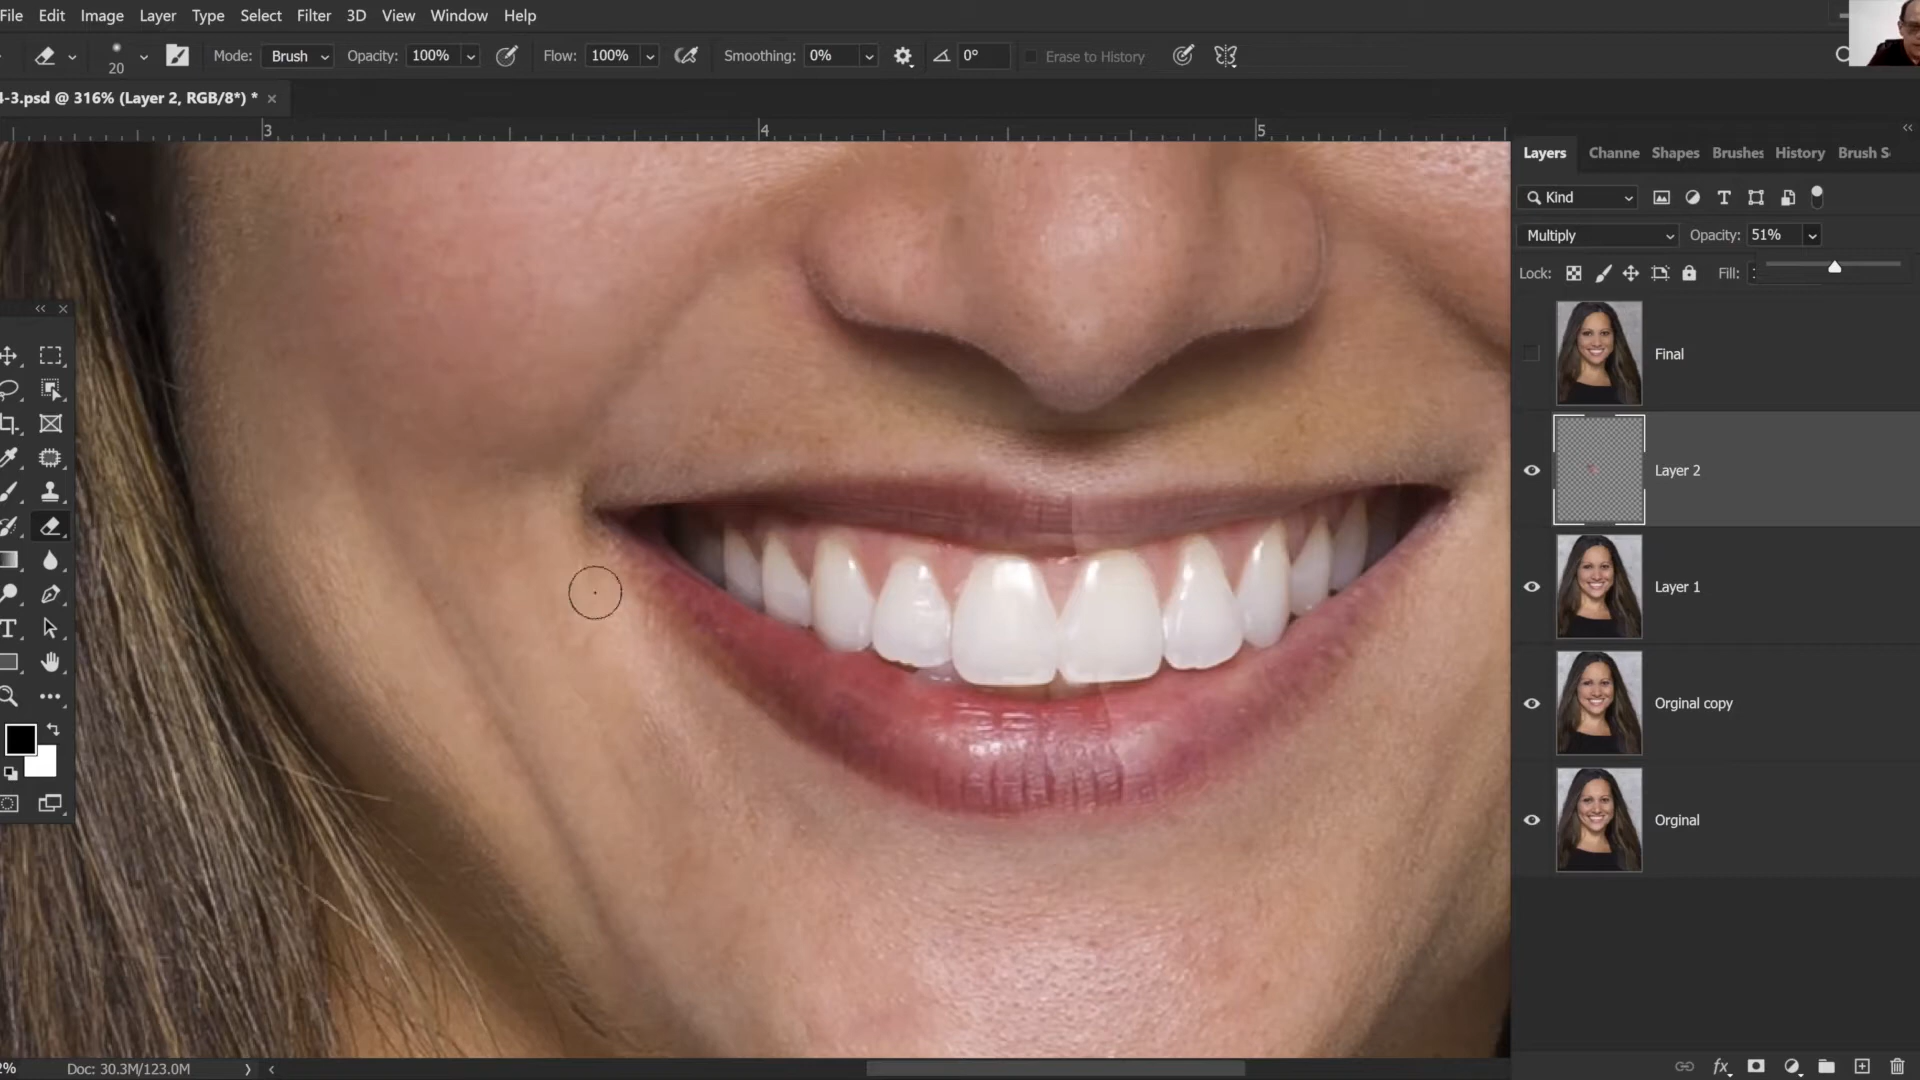 File Edit Image Layer Type Select Filter 3D View Window Help
20 Mode: Brush Opacity: 100% Flow: 100% Smoothing: 0% 0° Erase to History
4-3.psd @ 316% (Layer 2, RGB/8*) *
3 4 5
Layers Channe Shapes Brushes History Brush S
Kind
Multiply Opacity: 51%
Lock: Fill:
Final
Layer 2
Layer 1
Orginal copy
Orginal
2% Doc: 30.3M/123.0M